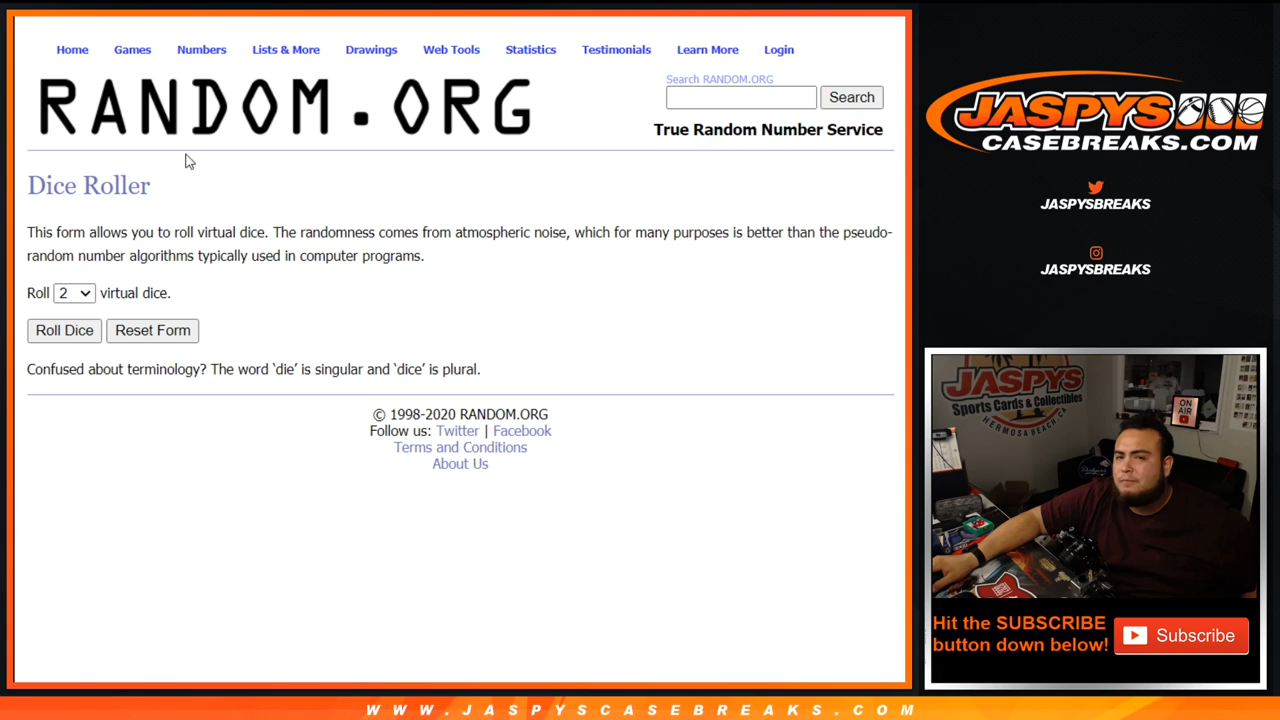 Home Games Numbers Lists & More Drawings Web Tools Statistics Testimonials Learn More Login
RANDOM.ORG
Search RANDOM.ORG
Search
True Random Number Service
Dice Roller
This form allows you to roll virtual dice. The randomness comes from atmospheric noise, which for many purposes is better than the pseudo-
random number algorithms typically used in computer programs.
Roll 2 virtual dice.
Roll Dice Reset Form
Confused about terminology? The word ‘die’ is singular and ‘dice’ is plural.
© 1998-2020 RANDOM.ORG
Follow us: Twitter | Facebook
Terms and Conditions
About Us
JASPYS
CASEBREAKS.COM
JASPYSBREAKS
JASPYSBREAKS
JASPYS
Sports Cards & Collectibles
HERMOSA BEACH, CA
ON
AIR
Hit the SUBSCRIBE
button down below!
Subscribe
WWW.JASPYSCASEBREAKS.COM